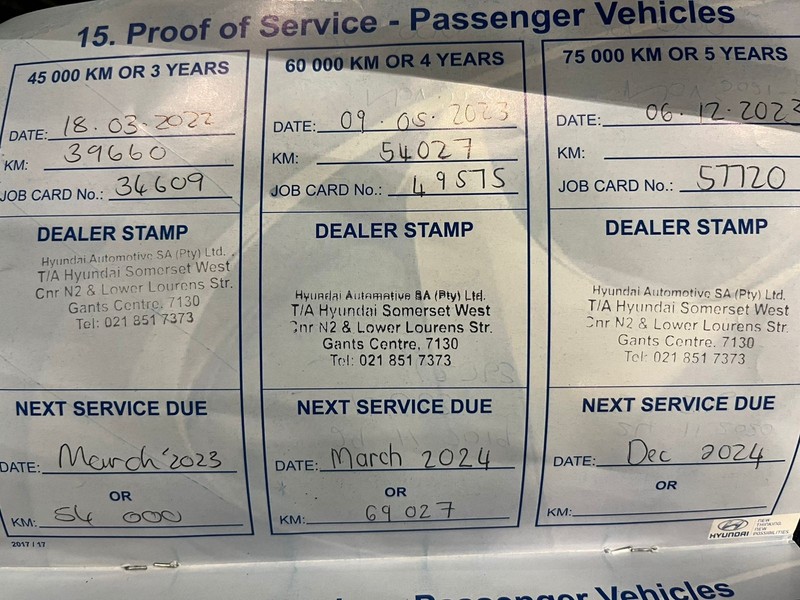 15. Proof of Service - Passenger Vehicles
45 000 KM OR 3 YEARS
DATE: 18.03.2022
KM: 39660
JOB CARD No.: 34609
DEALER STAMP
Hyundai Automotive SA (Pty) Ltd.
T/A Hyundai Somerset West
Cnr N2 & Lower Lourens Str.
Gants Centre, 7130
Tel: 021 851 7373
NEXT SERVICE DUE
DATE: March '2023
OR
KM: 54 000
2017 / 17
60 000 KM OR 4 YEARS
DATE: 09.05.2023
KM: 54027
JOB CARD No.: 49575
DEALER STAMP
Hyundai Automotive SA (Pty) Ltd.
T/A Hyundai Somerset West
Cnr N2 & Lower Lourens Str.
Gants Centre, 7130
Tel: 021 851 7373
NEXT SERVICE DUE
DATE: March 2024
OR
KM: 69 027
75 000 KM OR 5 YEARS
DATE: 06.12.2023
KM:
JOB CARD No.: 57720
DEALER STAMP
Hyundai Automotive SA (Pty) Ltd.
T/A Hyundai Somerset West
Cnr N2 & Lower Lourens Str.
Gants Centre, 7130
Tel: 021 851 7373
NEXT SERVICE DUE
DATE: Dec 2024
OR
KM:
HYUNDAI
NEW
THINKING
NEW
POSSIBILITIES
Passenger Vehicles